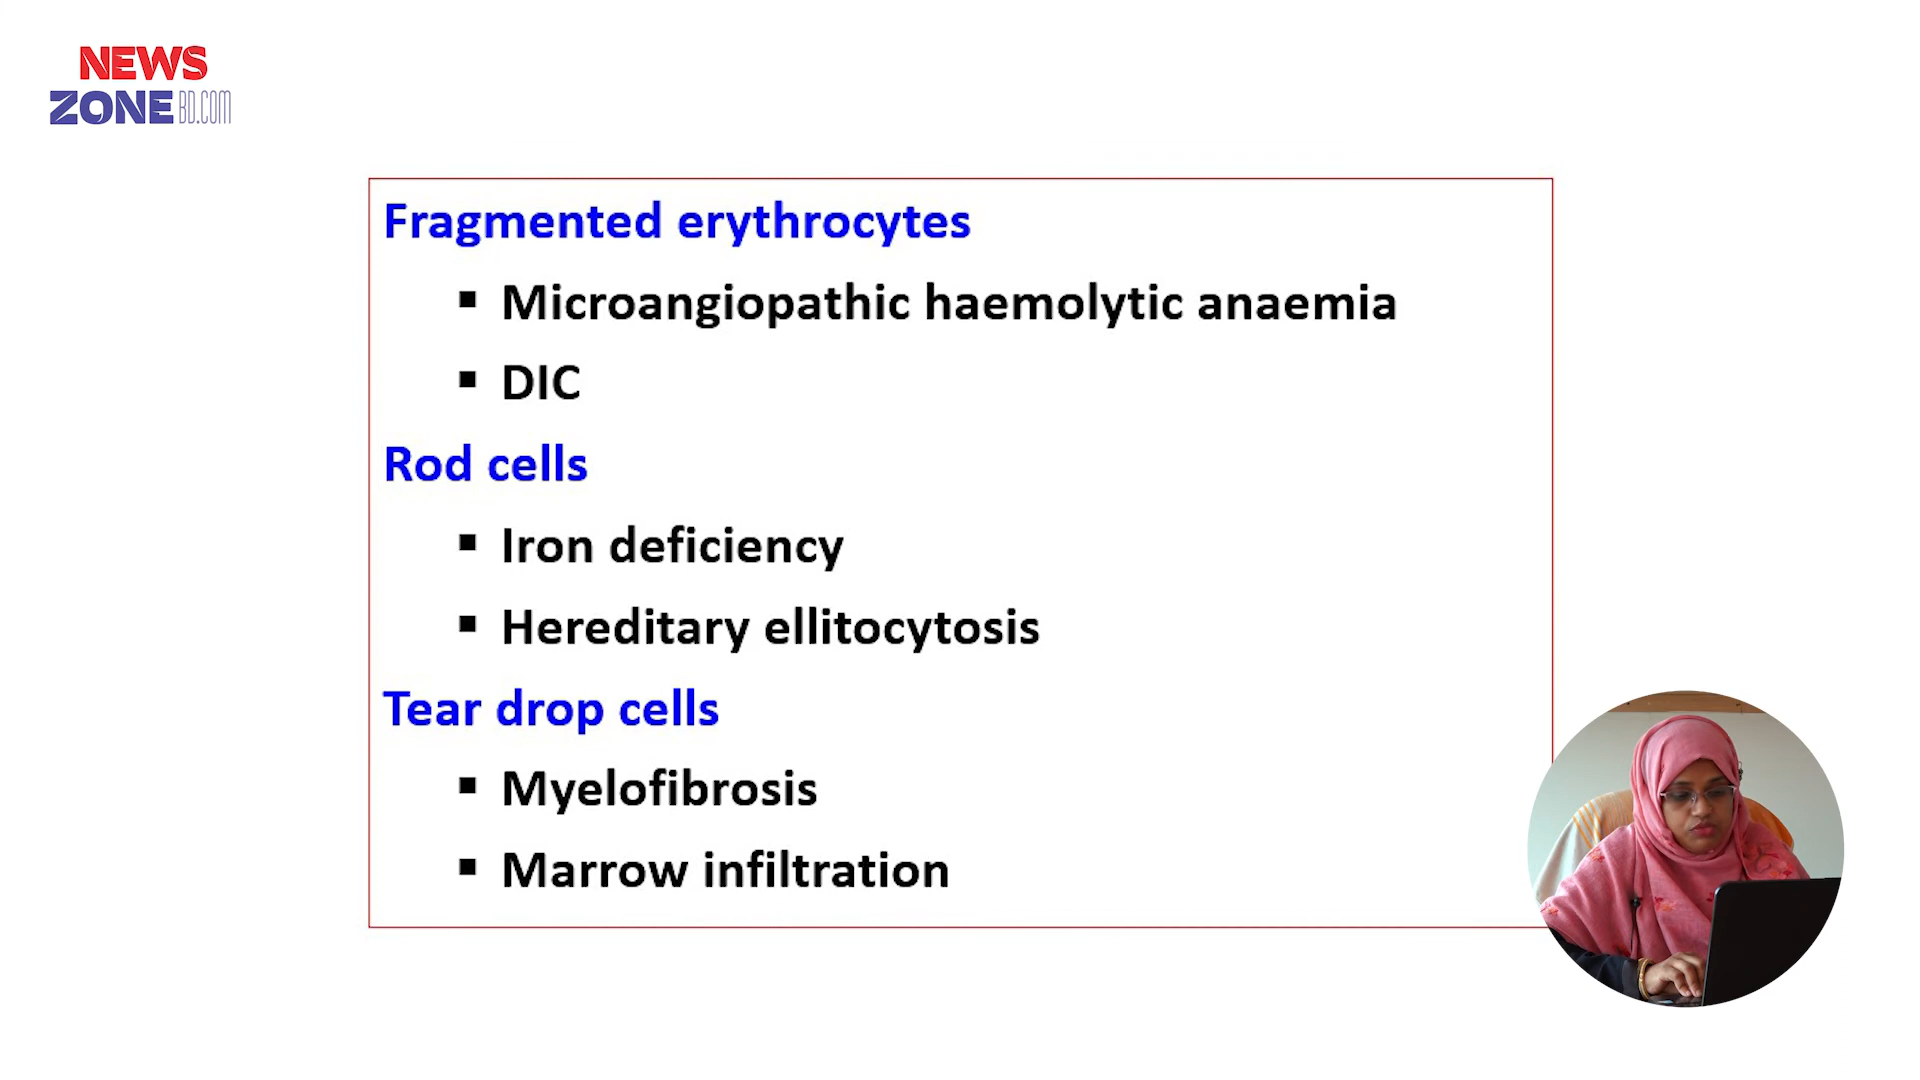 NEWS
ZONE BD.COM
Fragmented erythrocytes
▪ Microangiopathic haemolytic anaemia
▪ DIC
Rod cells
▪ Iron deficiency
▪ Hereditary ellitocytosis
Tear drop cells
▪ Myelofibrosis
▪ Marrow infiltration